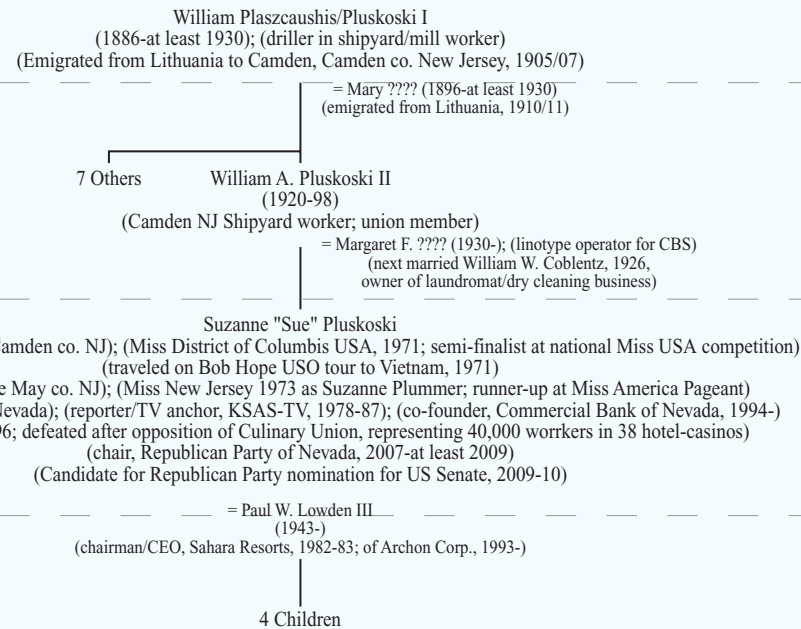 William Plaszcaushis/Pluskoski I
(1886-at least 1930); (driller in shipyard/mill worker)
(Emigrated from Lithuania to Camden, Camden co. New Jersey, 1905/07)
= Mary ???? (1896-at least 1930)
(emigrated from Lithuania, 1910/11)
7 Others William A. Pluskoski II
(1920-98)
(Camden NJ Shipyard worker; union member)
= Margaret F. ???? (1930-); (linotype operator for CBS)
(next married William W. Coblentz, 1926,
owner of laundromat/dry cleaning business)
Suzanne "Sue" Pluskoski
amden co. NJ); (Miss District of Columbis USA, 1971; semi-finalist at national Miss USA competition)
(traveled on Bob Hope USO tour to Vietnam, 1971)
e May co. NJ); (Miss New Jersey 1973 as Suzanne Plummer; runner-up at Miss America Pageant)
Nevada); (reporter/TV anchor, KSAS-TV, 1978-87); (co-founder, Commercial Bank of Nevada, 1994-)
96; defeated after opposition of Culinary Union, representing 40,000 worrkers in 38 hotel-casinos)
(chair, Republican Party of Nevada, 2007-at least 2009)
(Candidate for Republican Party nomination for US Senate, 2009-10)
= Paul W. Lowden III
(1943-)
(chairman/CEO, Sahara Resorts, 1982-83; of Archon Corp., 1993-)
4 Children